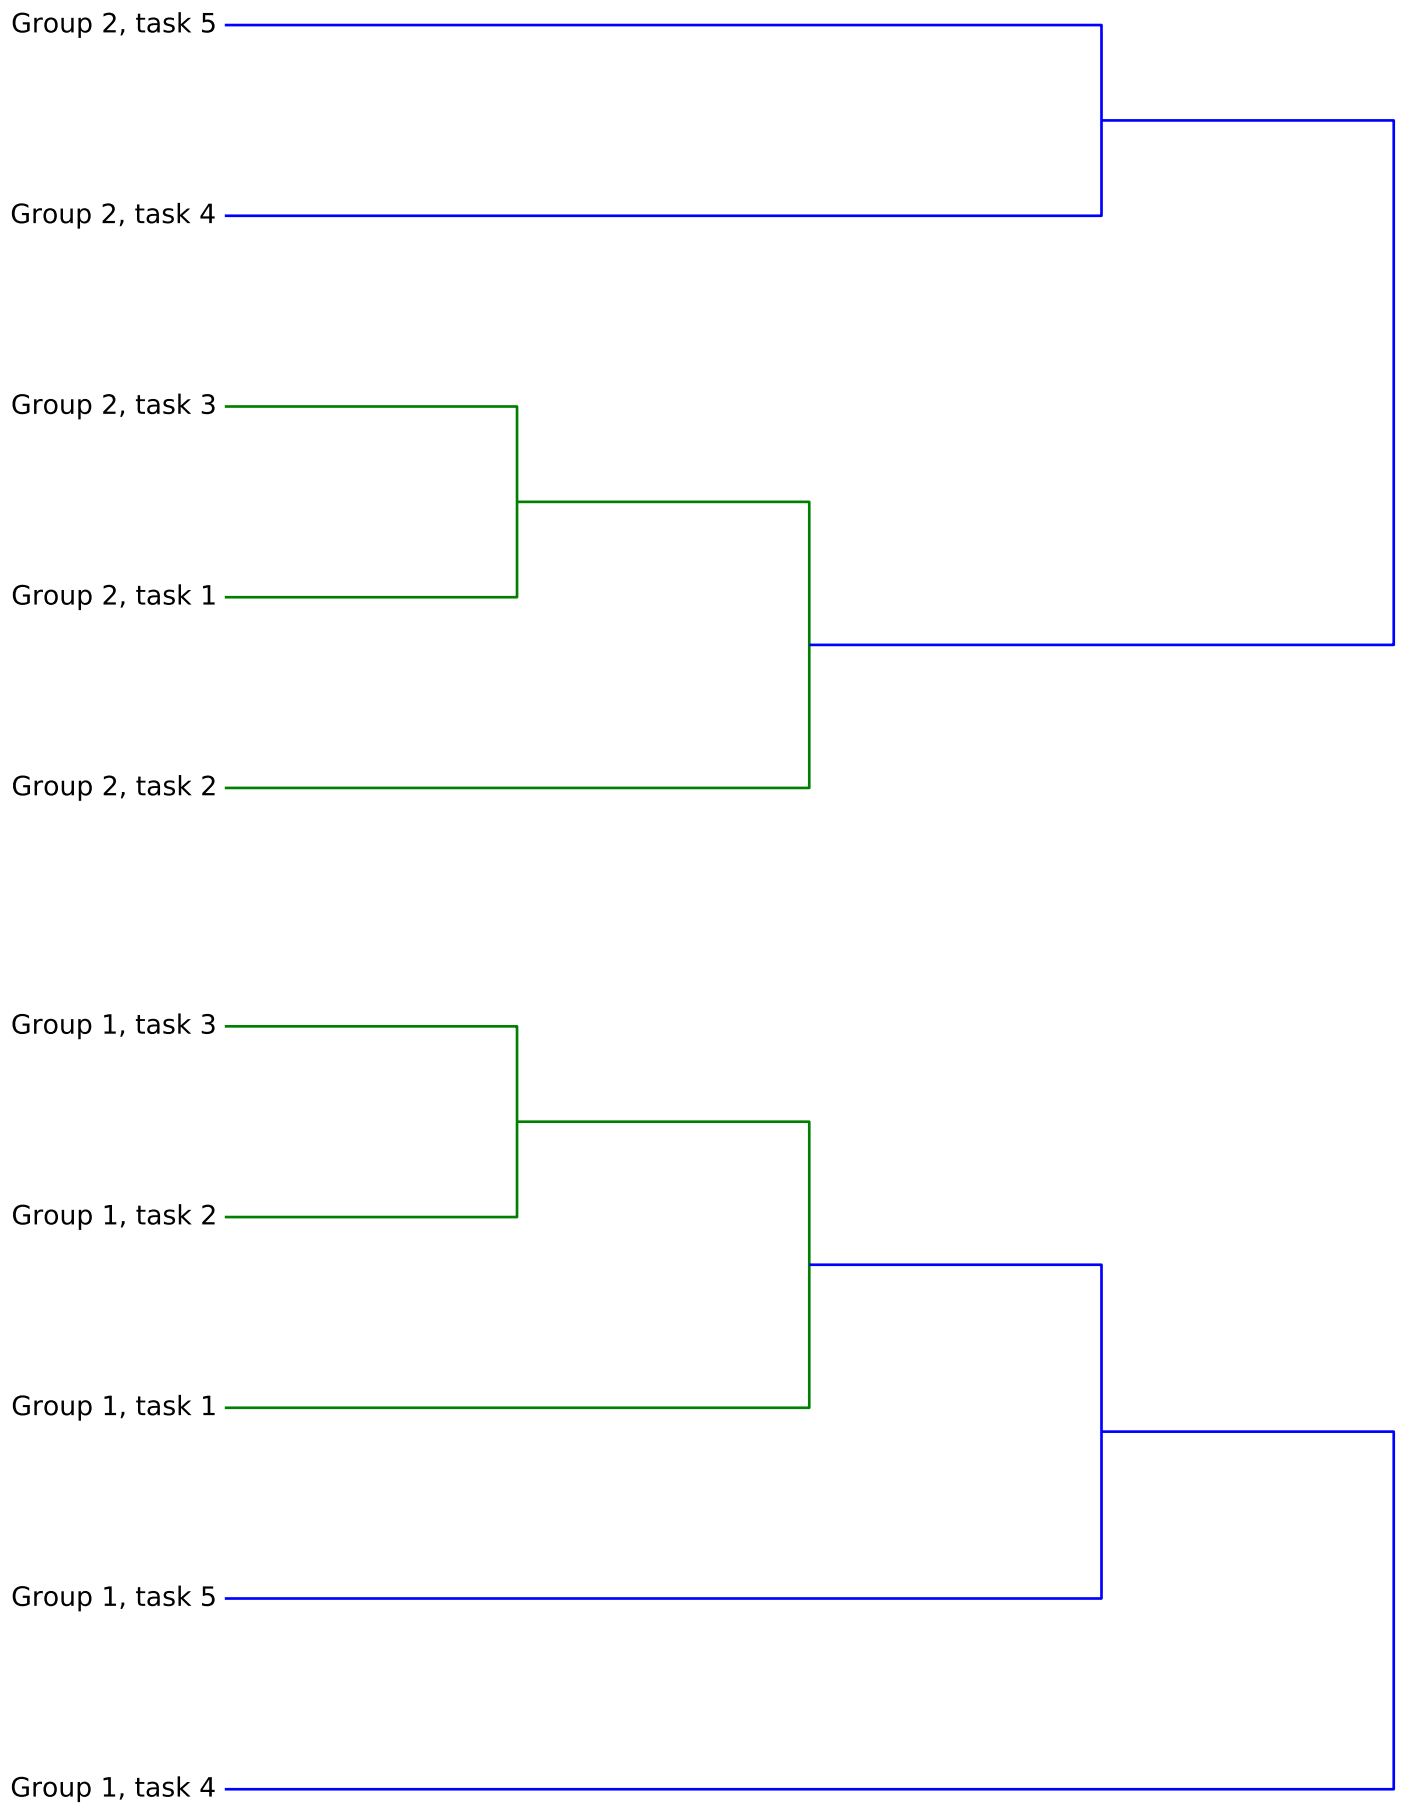 Group 2, task 5
Group 2, task 4
Group 2, task 3
Group 2, task 1
Group 2, task 2
Group 1, task 3
Group 1, task 2
Group 1, task 1
Group 1, task 5
Group 1, task 4